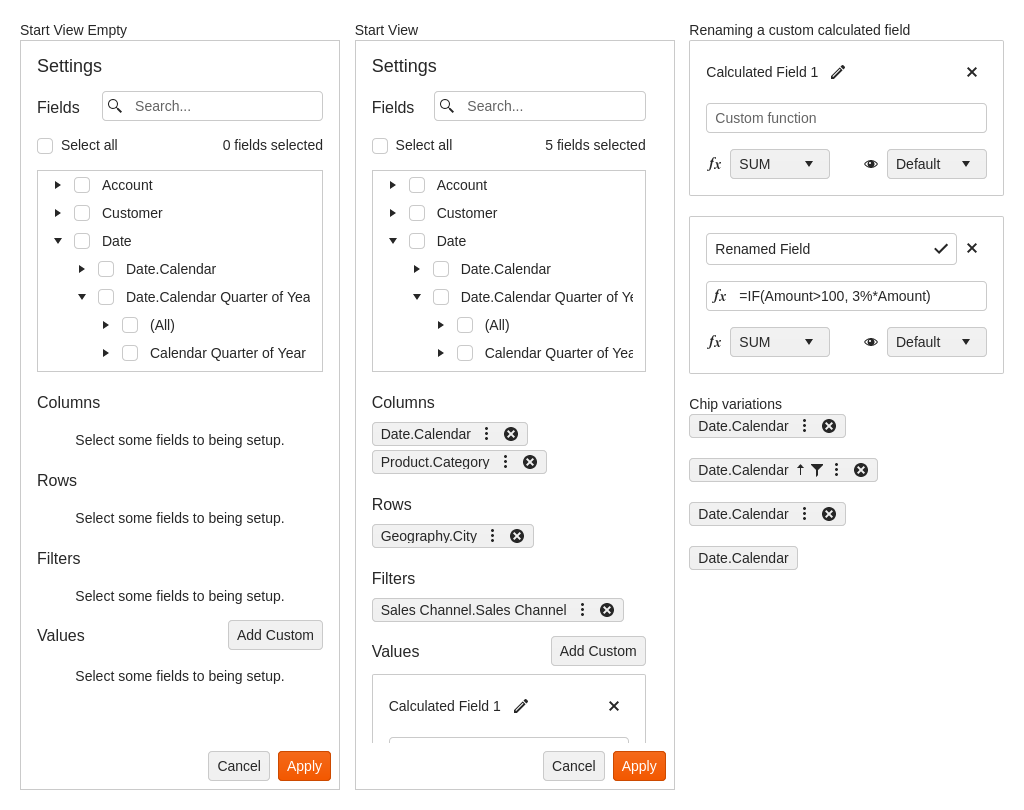 Start View Empty
Settings
Fields
Search...
Select all
0 fields selected
Account
Customer
Date
Date.Calendar
Date.Calendar Quarter of Yea
(All)
Calendar Quarter of Year
Columns
Select some fields to being setup.
Rows
Select some fields to being setup.
Filters
Select some fields to being setup.
Values
Add Custom
Select some fields to being setup.
Cancel
Apply
Start View
Settings
Fields
Search...
Select all
5 fields selected
Account
Customer
Date
Date.Calendar
Date.Calendar Quarter of Ye
(All)
Calendar Quarter of Yea
Columns
Date.Calendar
Product.Category
Rows
Geography.City
Filters
Sales Channel.Sales Channel
Values
Add Custom
Calculated Field 1
Cancel
Apply
Renaming a custom calculated field
Calculated Field 1
Custom function
fx
SUM
Default
Renamed Field
fx
=IF(Amount>100, 3%*Amount)
fx
SUM
Default
Chip variations
Date.Calendar
Date.Calendar
Date.Calendar
Date.Calendar